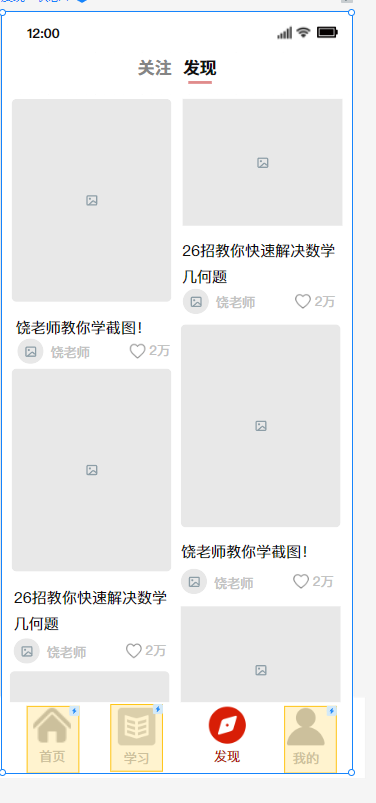 12:00
关注 发现
饶老师教你学截图！
饶老师 2万
26招教你快速解决数学
几何题
饶老师 2万
26招教你快速解决数学
几何题
饶老师 2万
饶老师教你学截图！
饶老师 2万
首页 学习 发现 我的